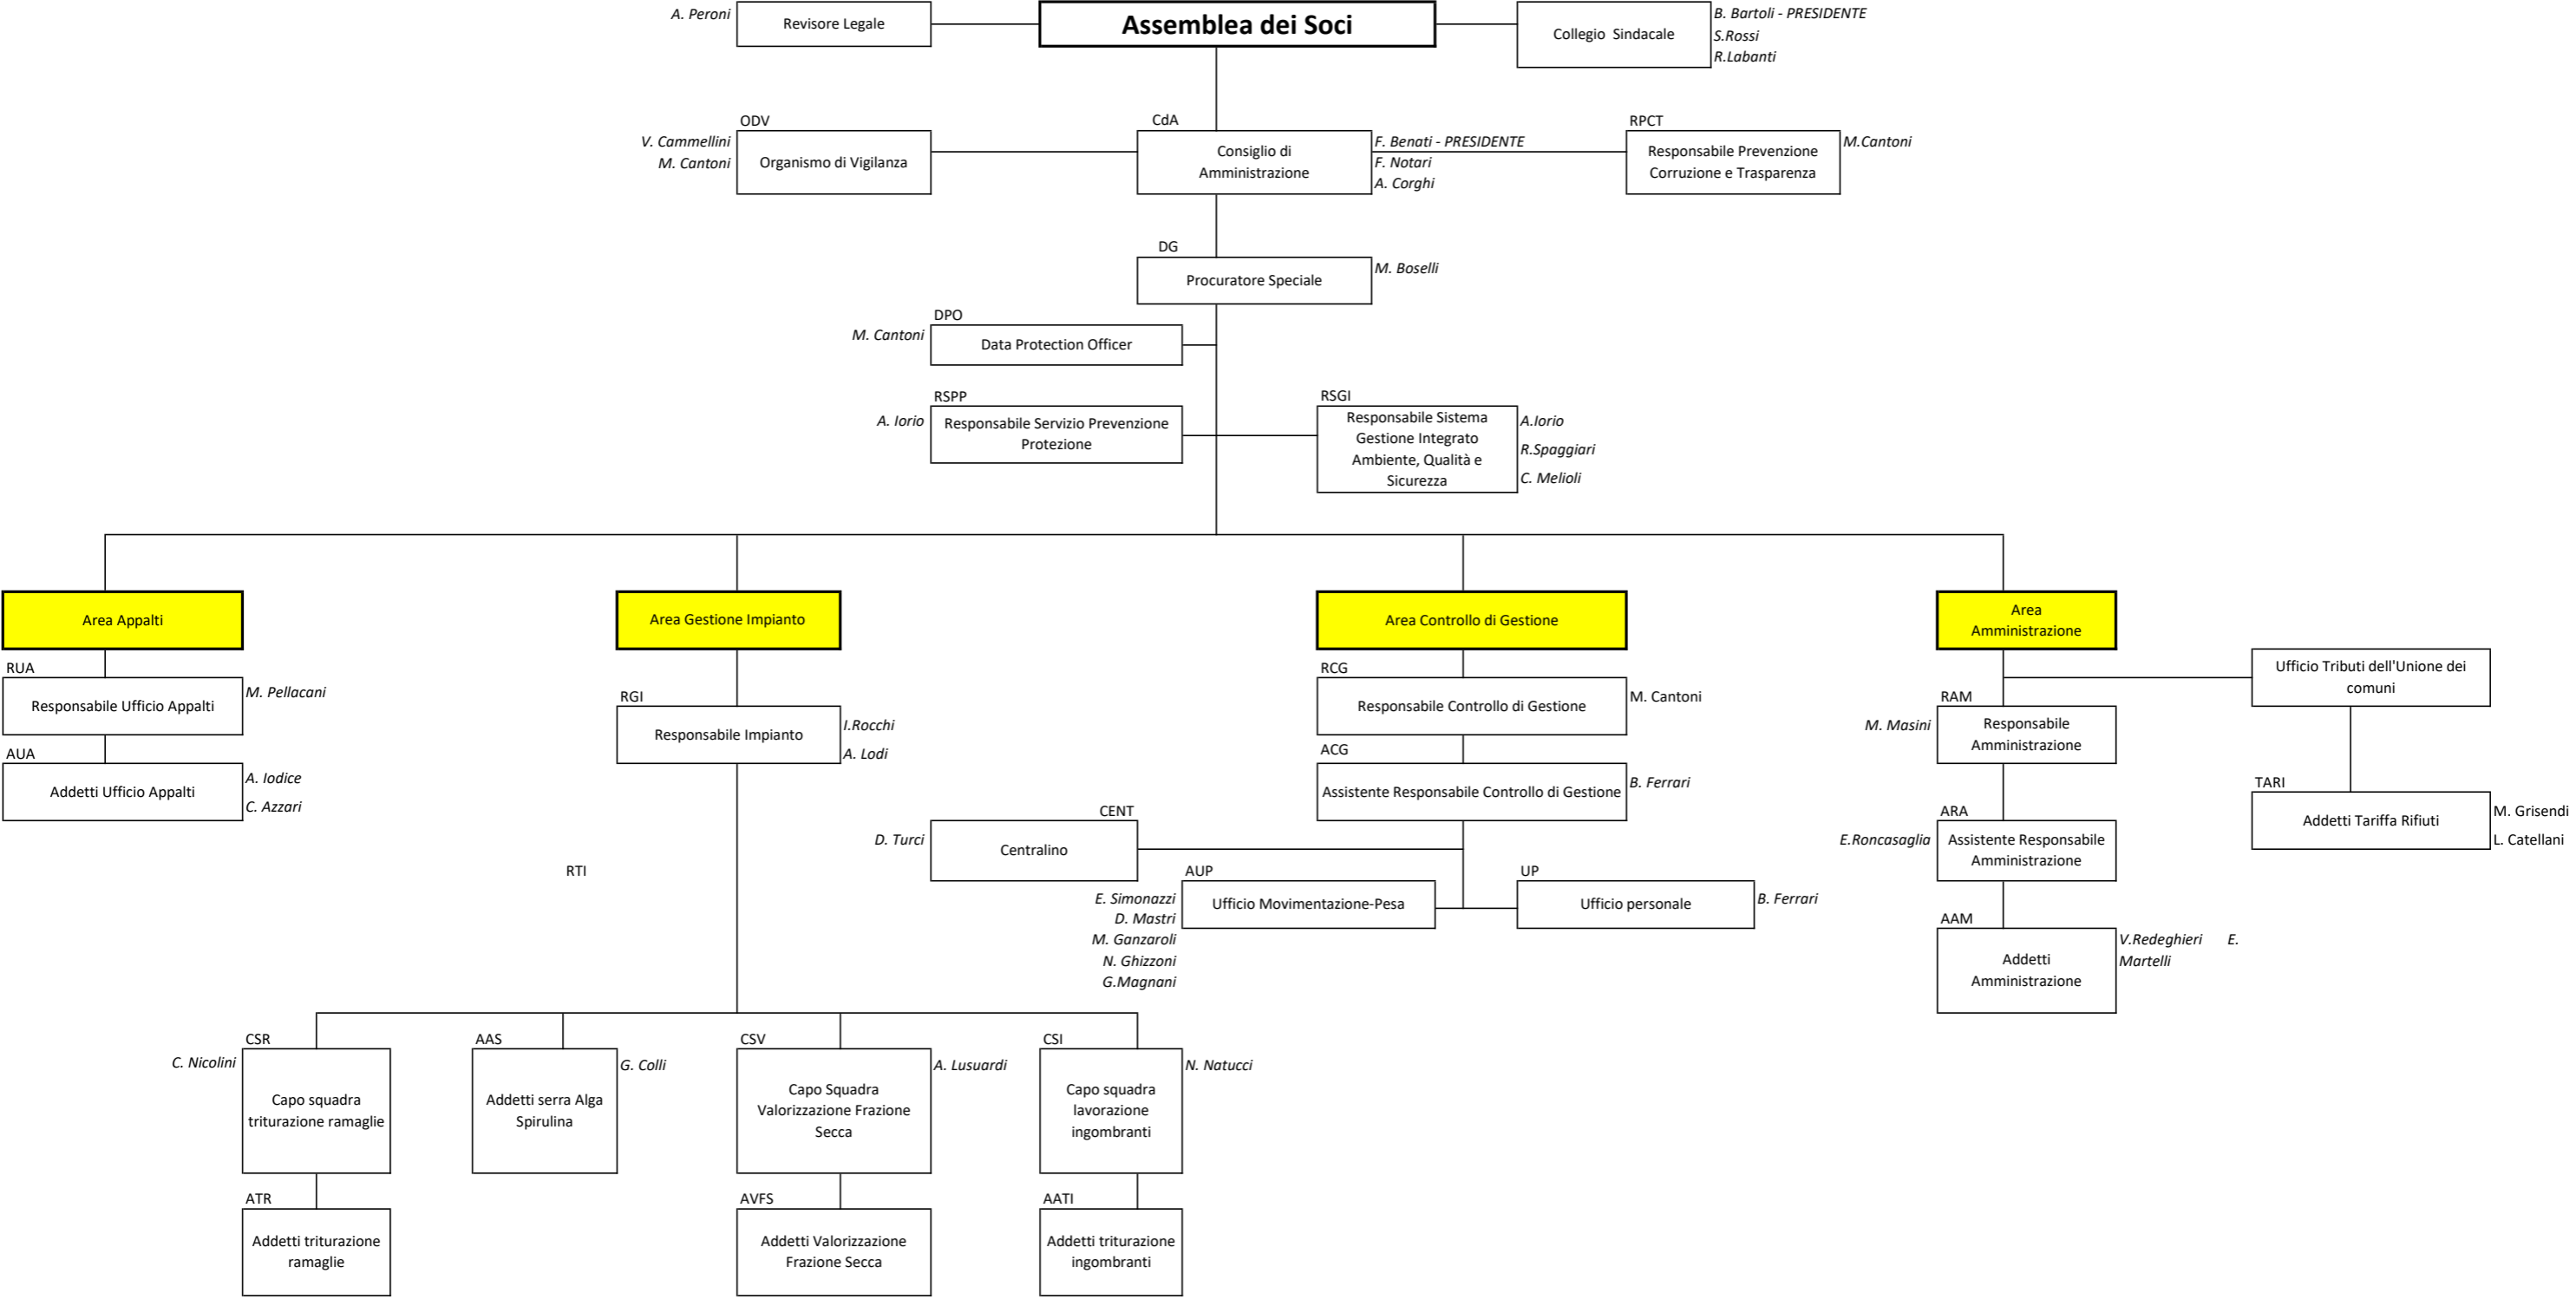 A. Peroni
Revisore Legale
Assemblea dei Soci
Collegio  Sindacale
B. Bartoli - PRESIDENTE
S.Rossi
R.Labanti
ODV
V. Cammellini
M. Cantoni
Organismo di Vigilanza
CdA
Consiglio di
Amministrazione
F. Benati - PRESIDENTE
F. Notari
A. Corghi
RPCT
Responsabile Prevenzione
Corruzione e Trasparenza
M.Cantoni
DG
Procuratore Speciale
M. Boselli
DPO
M. Cantoni
Data Protection Officer
RSPP
A. Iorio
Responsabile Servizio Prevenzione
Protezione
RSGI
Responsabile Sistema
Gestione Integrato
Ambiente, Qualità e
Sicurezza
A.Iorio
R.Spaggiari
C. Melioli
Area Appalti
RUA
Responsabile Ufficio Appalti
M. Pellacani
AUA
Addetti Ufficio Appalti
A. Iodice
C. Azzari
Area Gestione Impianto
RGI
Responsabile Impianto
I.Rocchi
A. Lodi
RTI
Area Controllo di Gestione
RCG
Responsabile Controllo di Gestione
M. Cantoni
ACG
Assistente Responsabile Controllo di Gestione
B. Ferrari
CENT
D. Turci
Centralino
AUP
Ufficio Movimentazione-Pesa
E. Simonazzi
D. Mastri
M. Ganzaroli
N. Ghizzoni
G.Magnani
UP
Ufficio personale
B. Ferrari
Area
Amministrazione
RAM
M. Masini
Responsabile
Amministrazione
ARA
E.Roncasaglia
Assistente Responsabile
Amministrazione
AAM
Addetti
Amministrazione
V.Redeghieri E.
Martelli
Ufficio Tributi dell'Unione dei
comuni
TARI
Addetti Tariffa Rifiuti
M. Grisendi
L. Catellani
CSR
C. Nicolini
Capo squadra
triturazione ramaglie
AAS
Addetti serra Alga
Spirulina
G. Colli
CSV
Capo Squadra
Valorizzazione Frazione
Secca
A. Lusuardi
CSI
Capo squadra
lavorazione
ingombranti
N. Natucci
ATR
Addetti triturazione
ramaglie
AVFS
Addetti Valorizzazione
Frazione Secca
AATI
Addetti triturazione
ingombranti